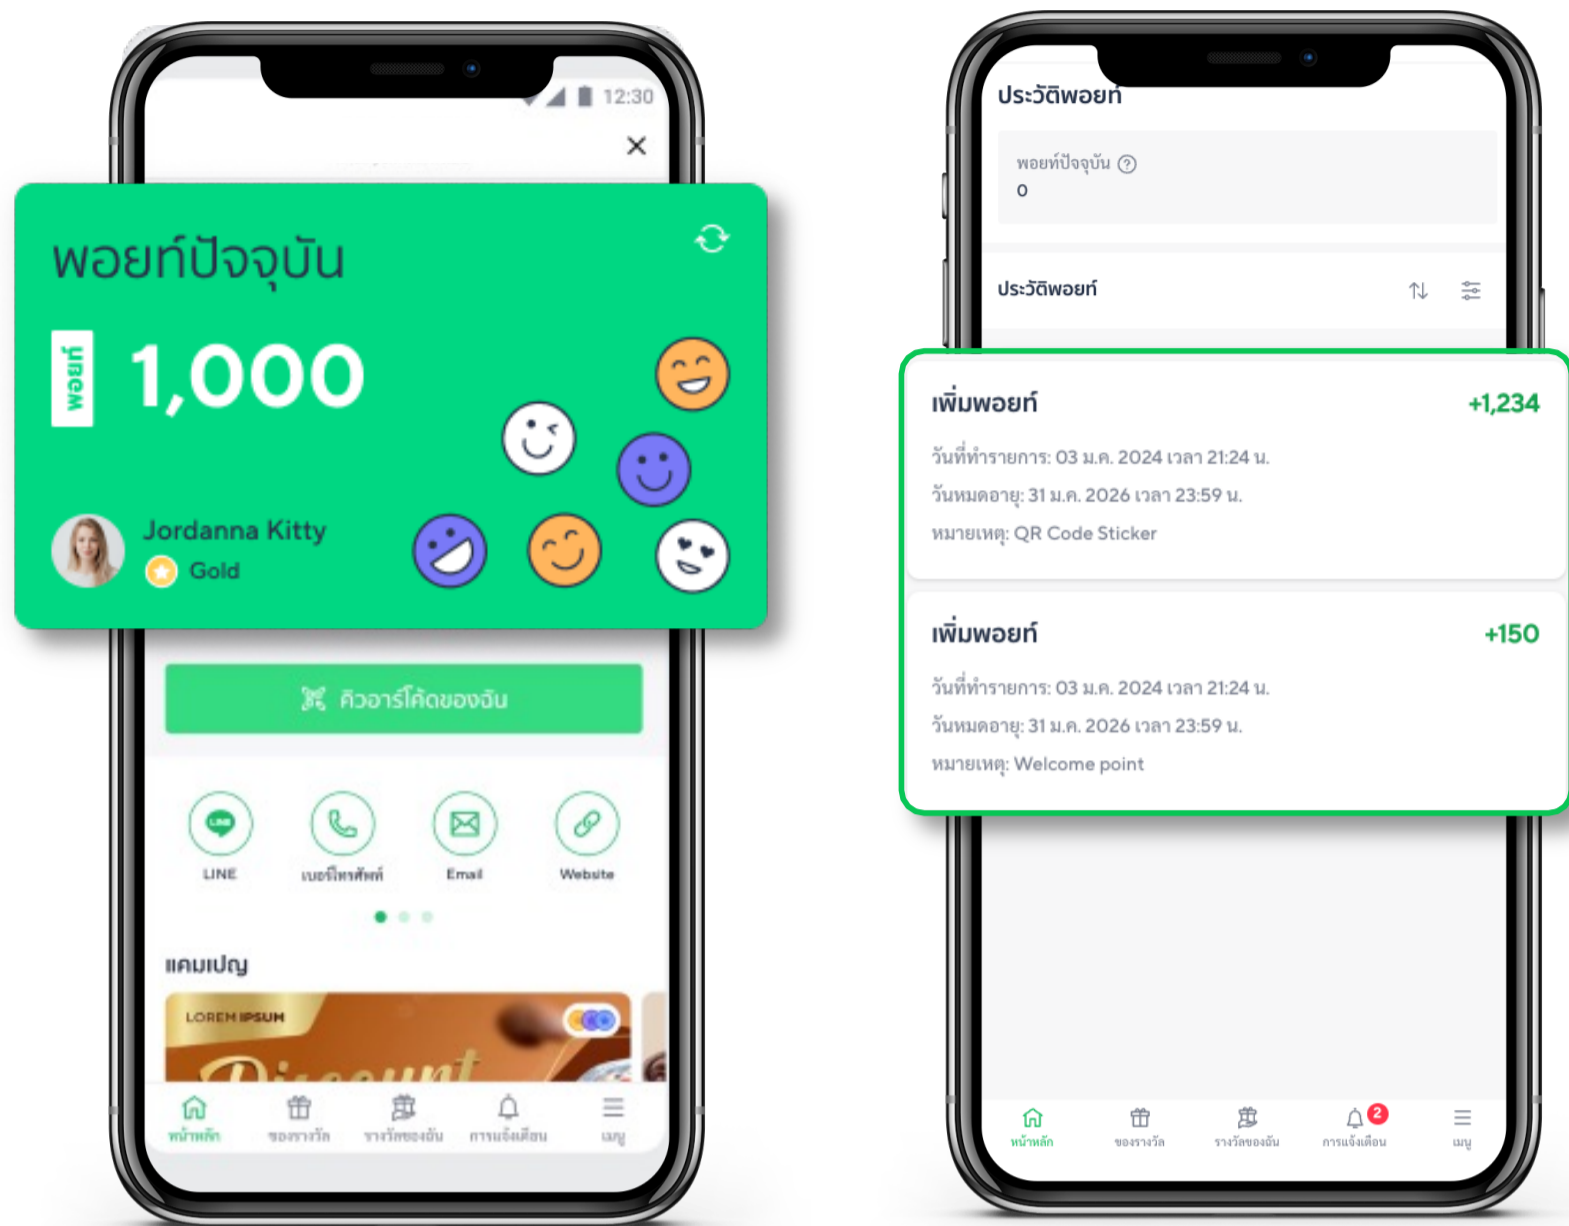 12:30
พอยท์ปัจจุบัน
พอยท์
1,000
Jordanna Kitty
Gold
คิวอาร์โค้ดของฉัน
LINE
LINE
เบอร์โทรศัพท์
Email
Website
แคมเปญ
LOREM IPSUM
Discount
หน้าหลัก
ของรางวัล
รางวัลของฉัน
การแจ้งเตือน
เมนู
ประวัติพอยท์
พอยท์ปัจจุบัน ?
0
ประวัติพอยท์
เพิ่มพอยท์ +1,234
วันที่ทำรายการ: 03 ม.ค. 2024 เวลา 21:24 น.
วันหมดอายุ: 31 ม.ค. 2026 เวลา 23:59 น.
หมายเหตุ: QR Code Sticker
เพิ่มพอยท์ +150
วันที่ทำรายการ: 03 ม.ค. 2024 เวลา 21:24 น.
วันหมดอายุ: 31 ม.ค. 2026 เวลา 23:59 น.
หมายเหตุ: Welcome point
หน้าหลัก
ของรางวัล
รางวัลของฉัน
2
การแจ้งเตือน
เมนู